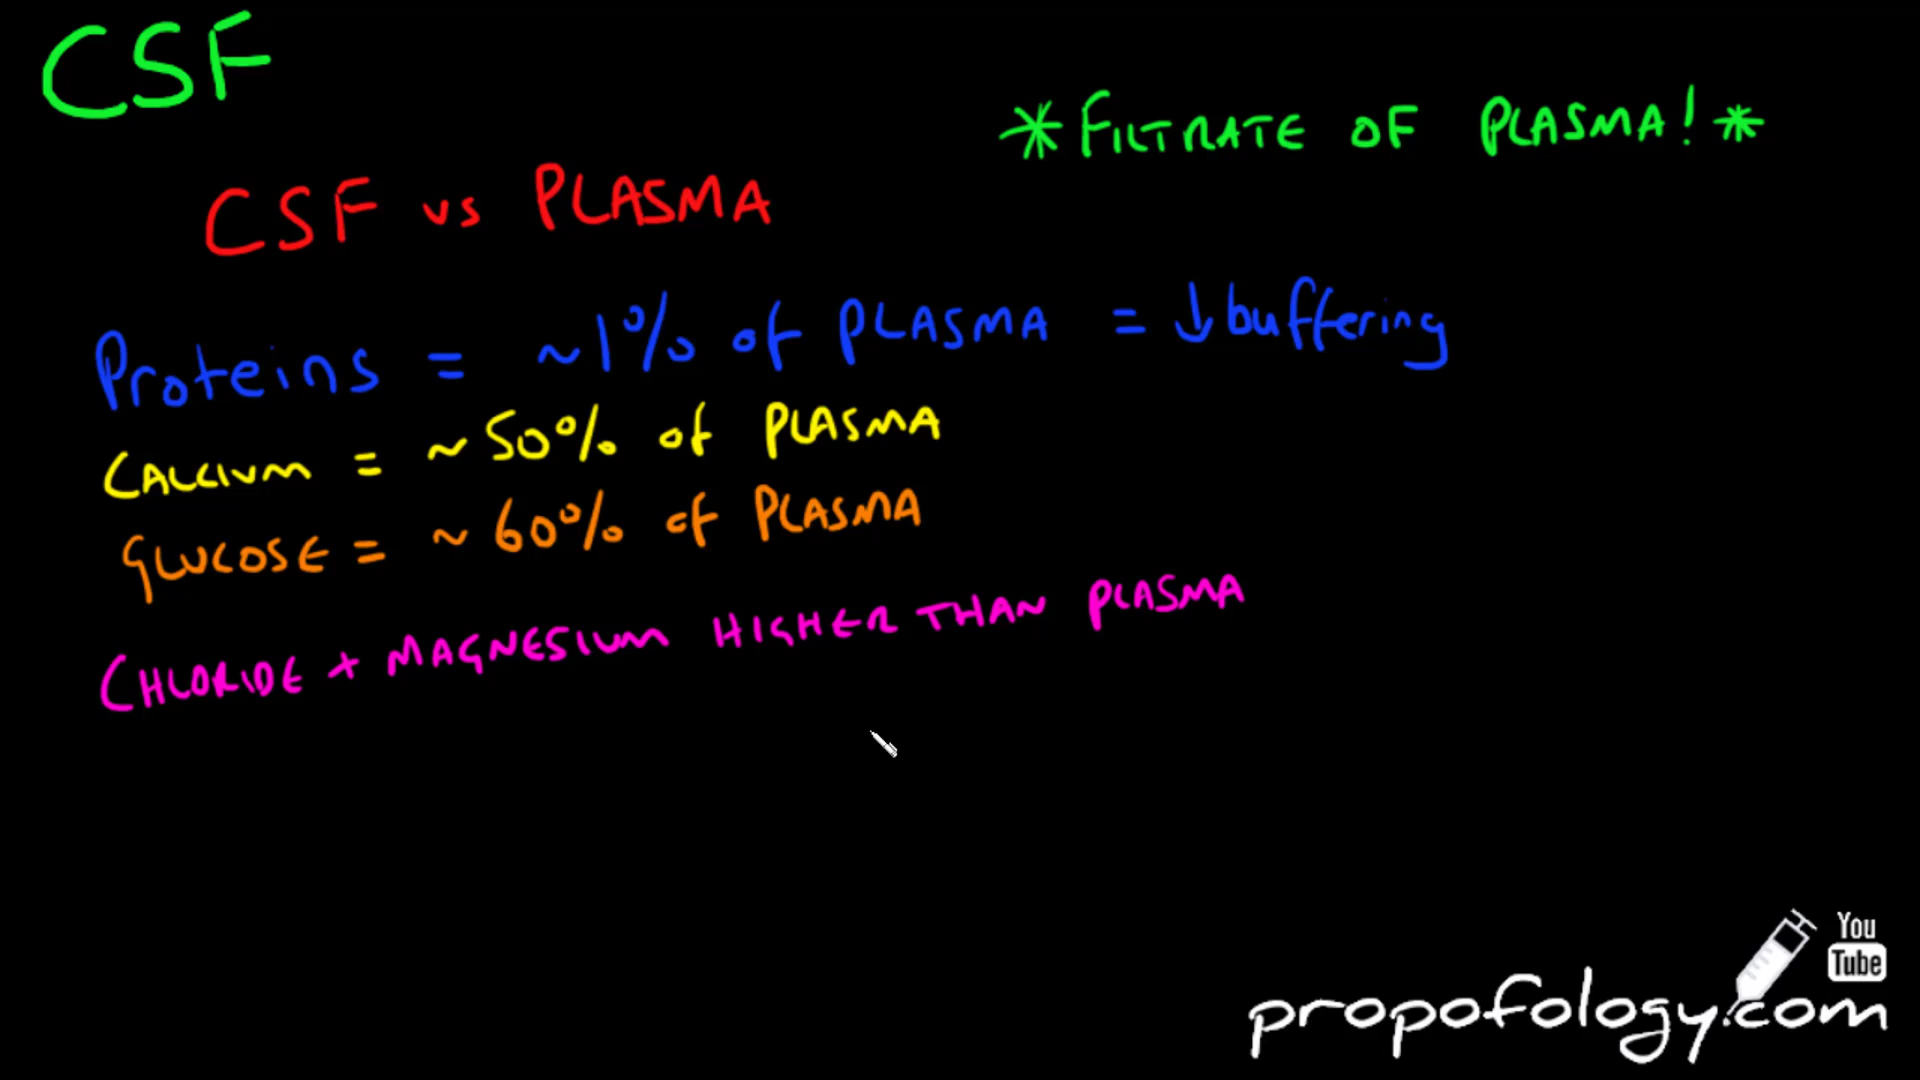 CSF
*FILTRATE OF PLASMA!*
CSF vs PLASMA
Proteins = ~1% of PLASMA = ↓buffering
CALCIUM = ~50% of PLASMA
GLUCOSE = ~60% of PLASMA
CHLORIDE + MAGNESIUM HIGHER THAN PLASMA
You
Tube
propofology.com